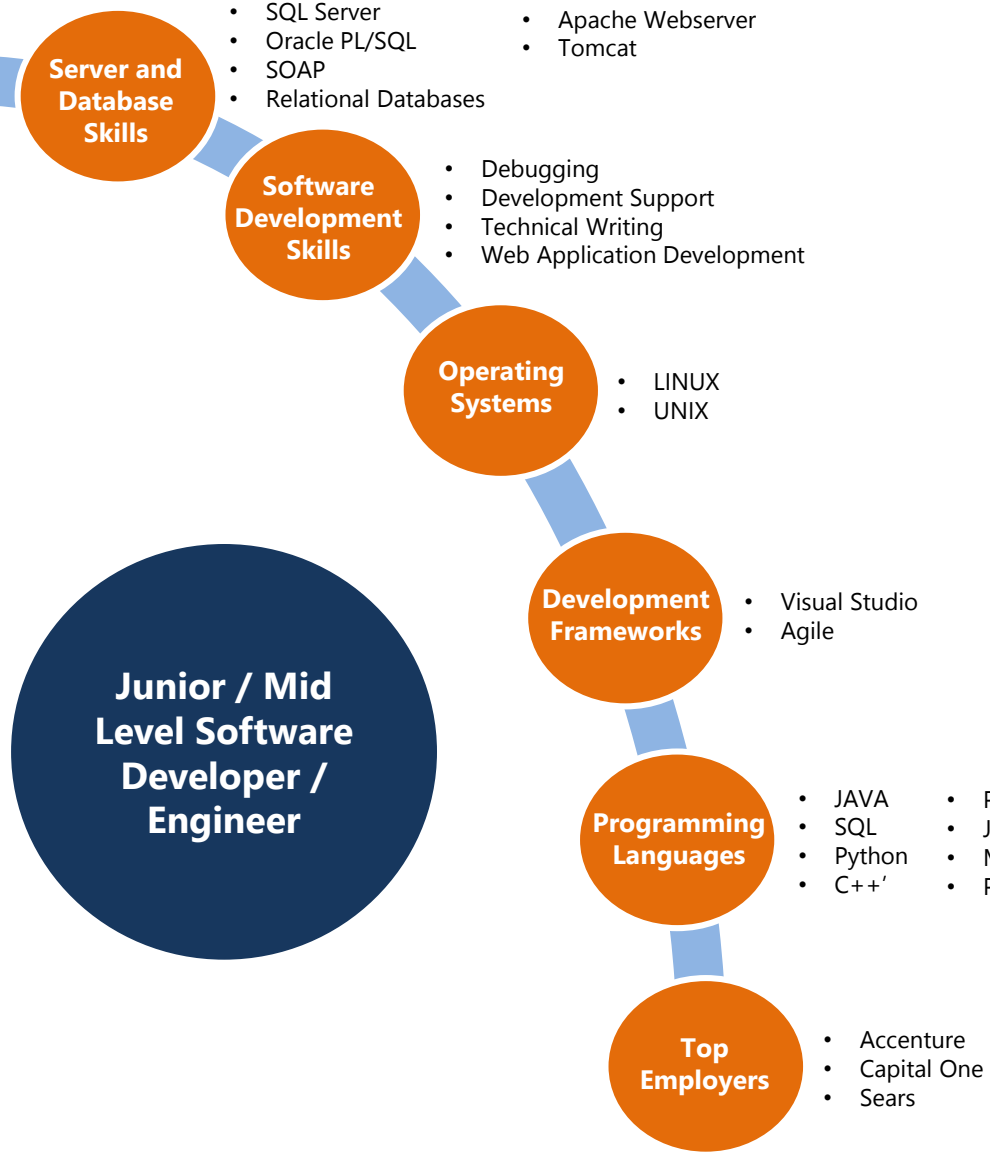 Server and
Database
Skills
• SQL Server
• Oracle PL/SQL
• SOAP
• Relational Databases
• Apache Webserver
• Tomcat
Software
Development
Skills
• Debugging
• Development Support
• Technical Writing
• Web Application Development
Operating
Systems
• LINUX
• UNIX
Development
Frameworks
• Visual Studio
• Agile
Junior / Mid
Level Software
Developer /
Engineer
Programming
Languages
• JAVA
• SQL
• Python
• C++’
Top
Employers
• Accenture
• Capital One
• Sears